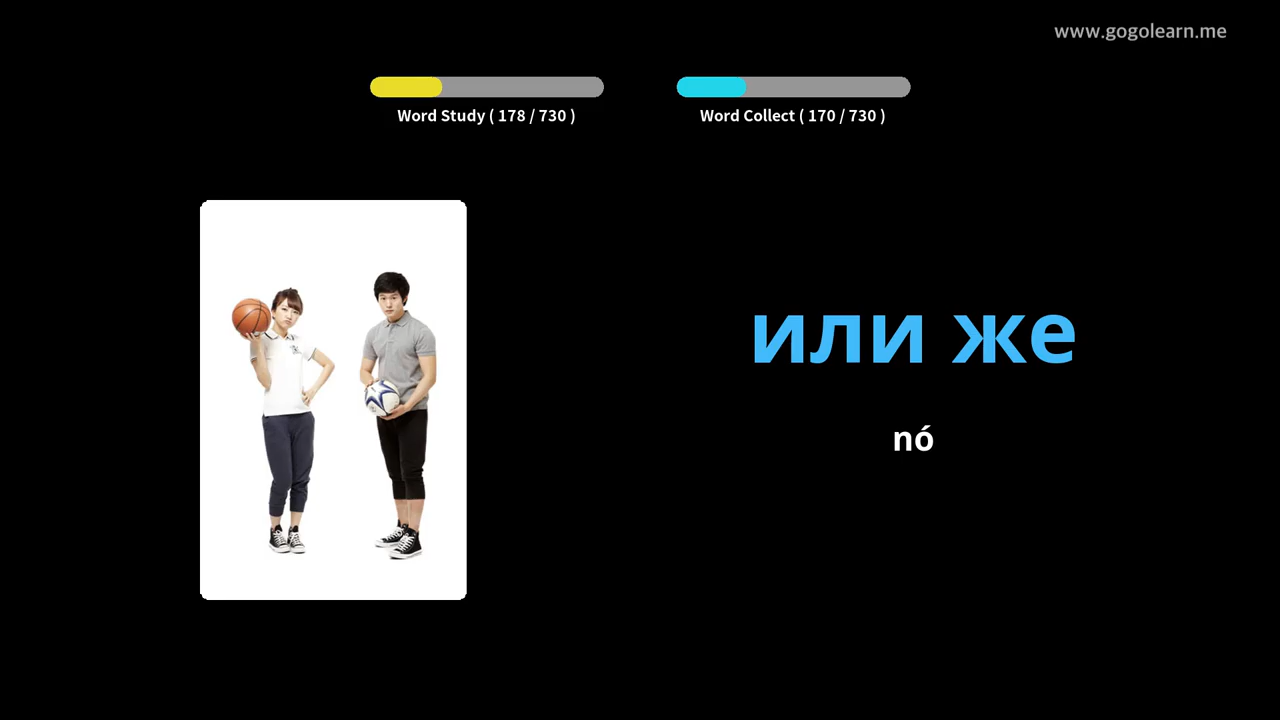 www.gogolearn.me
Word Study ( 178 / 730 )
Word Collect ( 170 / 730 )
или же
nó